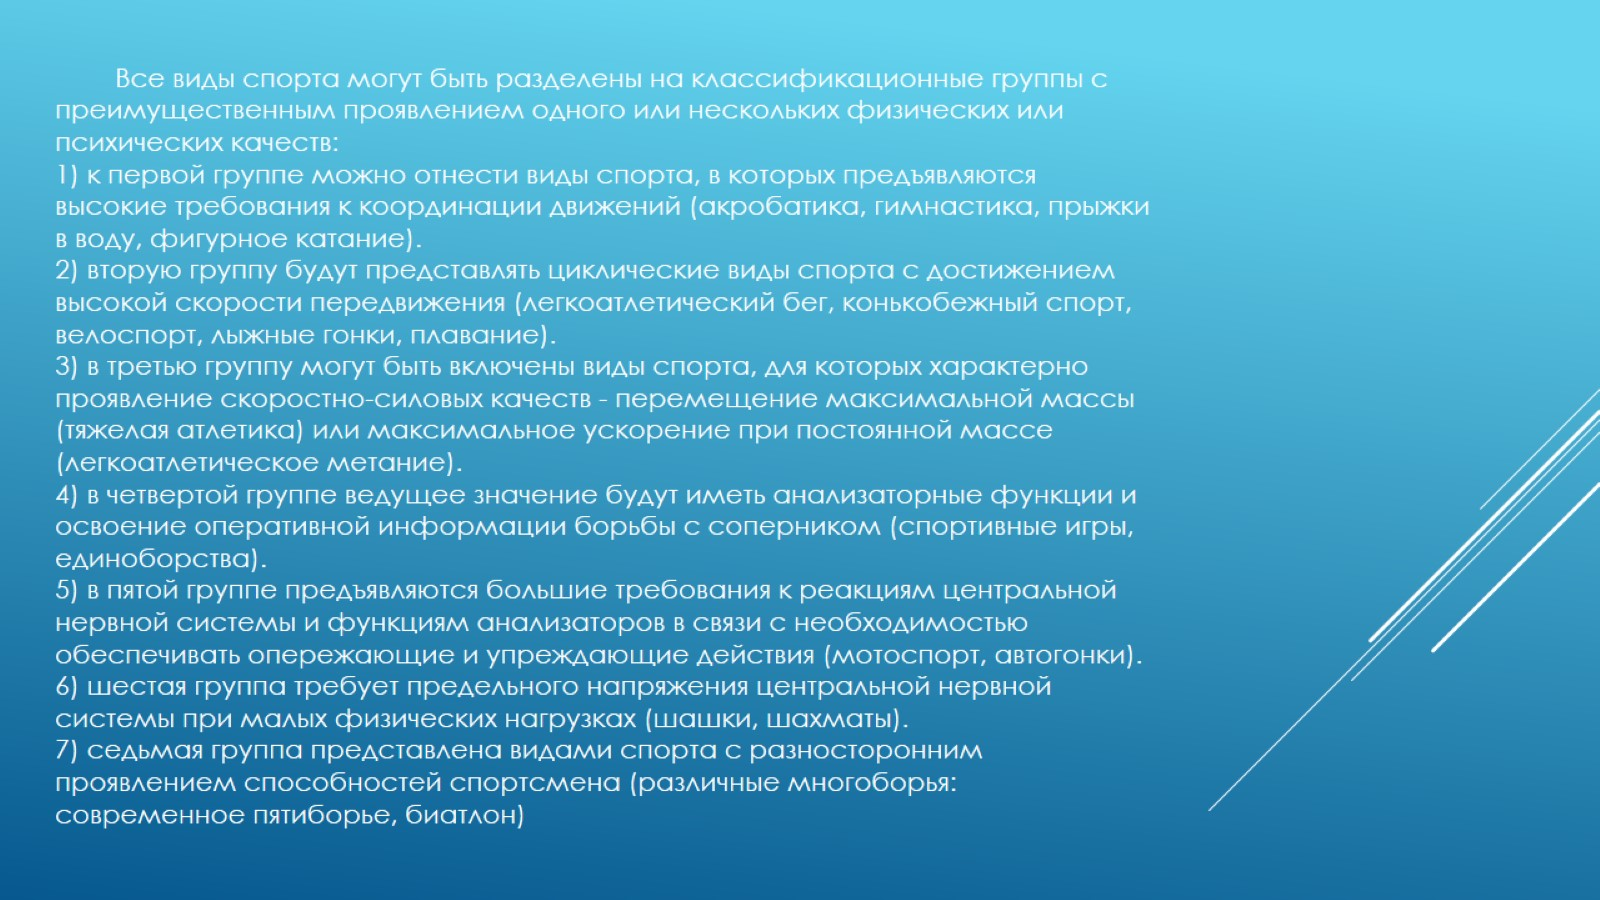 Все виды спорта могут быть разделены на классификационные группы с
преимущественным проявлением одного или нескольких физических или
психических качеств:
1) к первой группе можно отнести виды спорта, в которых предъявляются
высокие требования к координации движений (акробатика, гимнастика, прыжки
в воду, фигурное катание).
2) вторую группу будут представлять циклические виды спорта с достижением
высокой скорости передвижения (легкоатлетический бег, конькобежный спорт,
велоспорт, лыжные гонки, плавание).
3) в третью группу могут быть включены виды спорта, для которых характерно
проявление скоростно-силовых качеств - перемещение максимальной массы
(тяжелая атлетика) или максимальное ускорение при постоянной массе
(легкоатлетическое метание).
4) в четвертой группе ведущее значение будут иметь анализаторные функции и
освоение оперативной информации борьбы с соперником (спортивные игры,
единоборства).
5) в пятой группе предъявляются большие требования к реакциям центральной
нервной системы и функциям анализаторов в связи с необходимостью
обеспечивать опережающие и упреждающие действия (мотоспорт, автогонки).
6) шестая группа требует предельного напряжения центральной нервной
системы при малых физических нагрузках (шашки, шахматы).
7) седьмая группа представлена видами спорта с разносторонним
проявлением способностей спортсмена (различные многоборья:
современное пятиборье, биатлон)